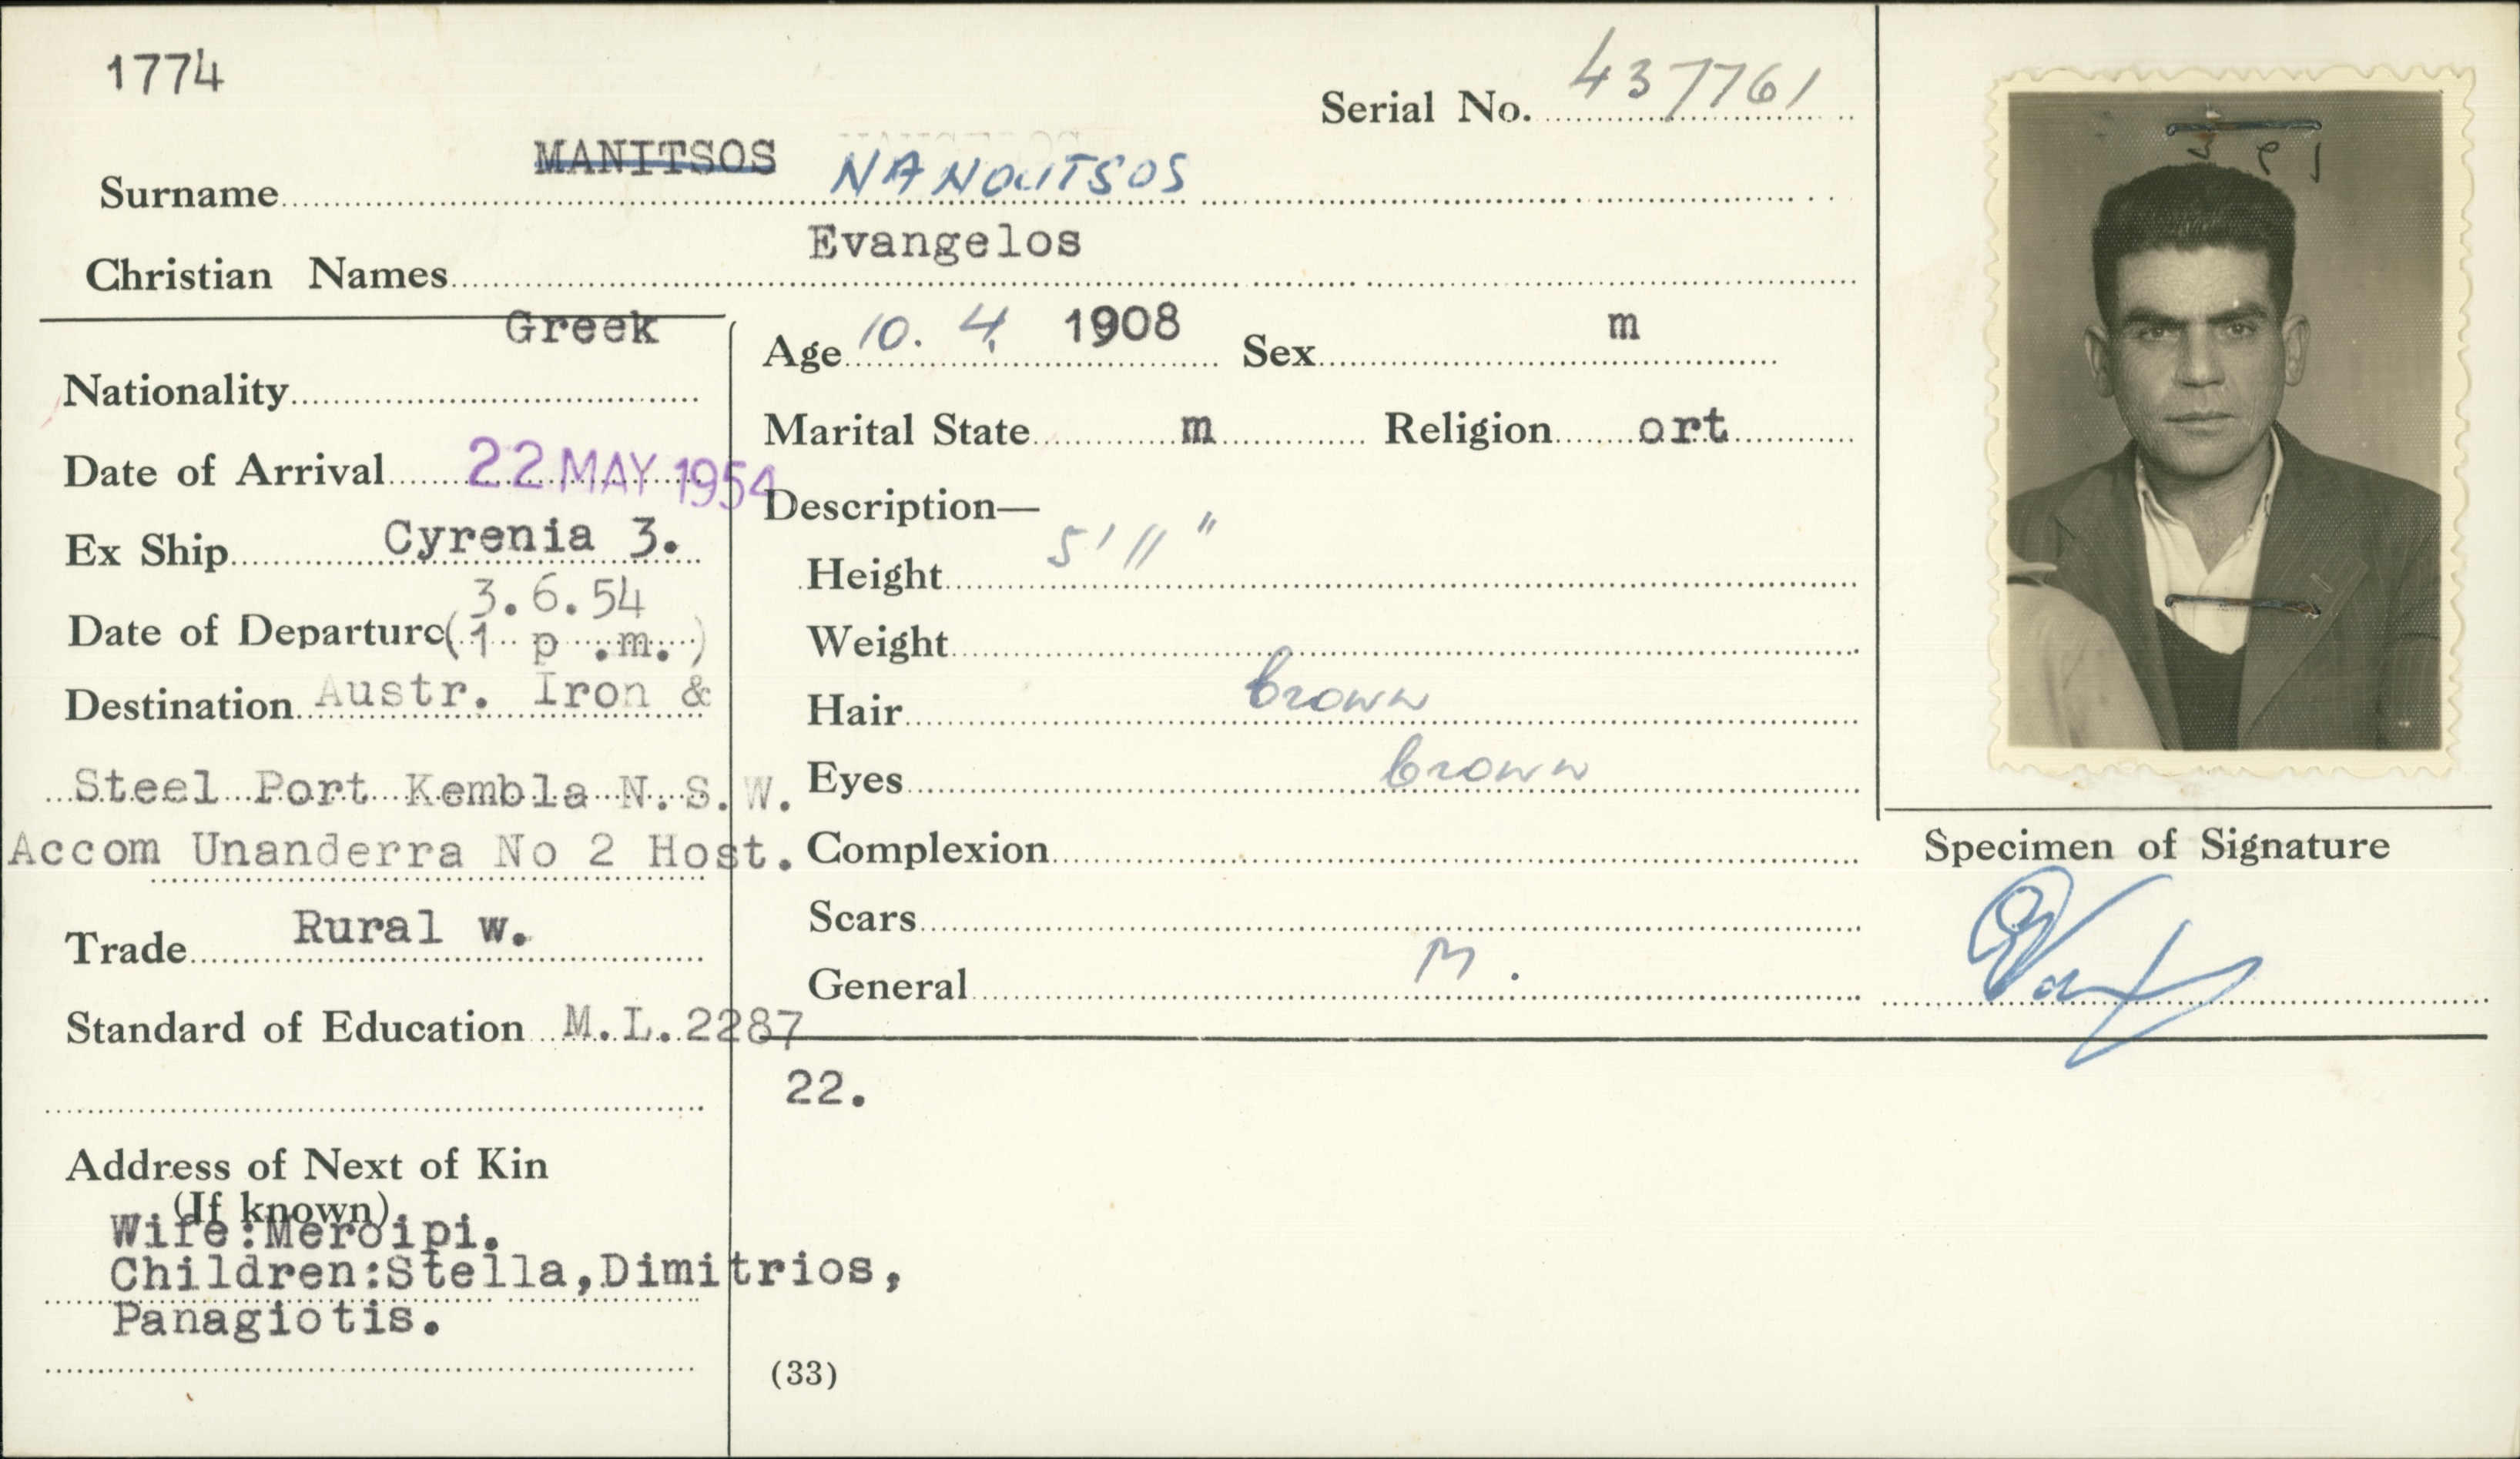 1774
Serial No. 437761
Surname MANITSOS NANOUTSOS
Christian Names Evangelos
Nationality Greek
Age 10. 4. 1908 Sex m
Marital State m Religion ort
Date of Arrival 22 MAY 1954
Description—
Ex Ship Cyrenia 3.
Height 5' 11"
Date of Departure 3.6.54
(1 p.m.)
Weight
Destination Austr. Iron &
Hair brown
Steel Port Kembla N.S.W.
Eyes brown
Accom Unanderra No 2 Host.
Complexion
Specimen of Signature
Scars
Trade Rural w.
General M.
Standard of Education M.L.2287
22.
Address of Next of Kin
(If known)
Wife:Meroipi.
Children:Stella,Dimitrios,
Panagiotis.
(33)